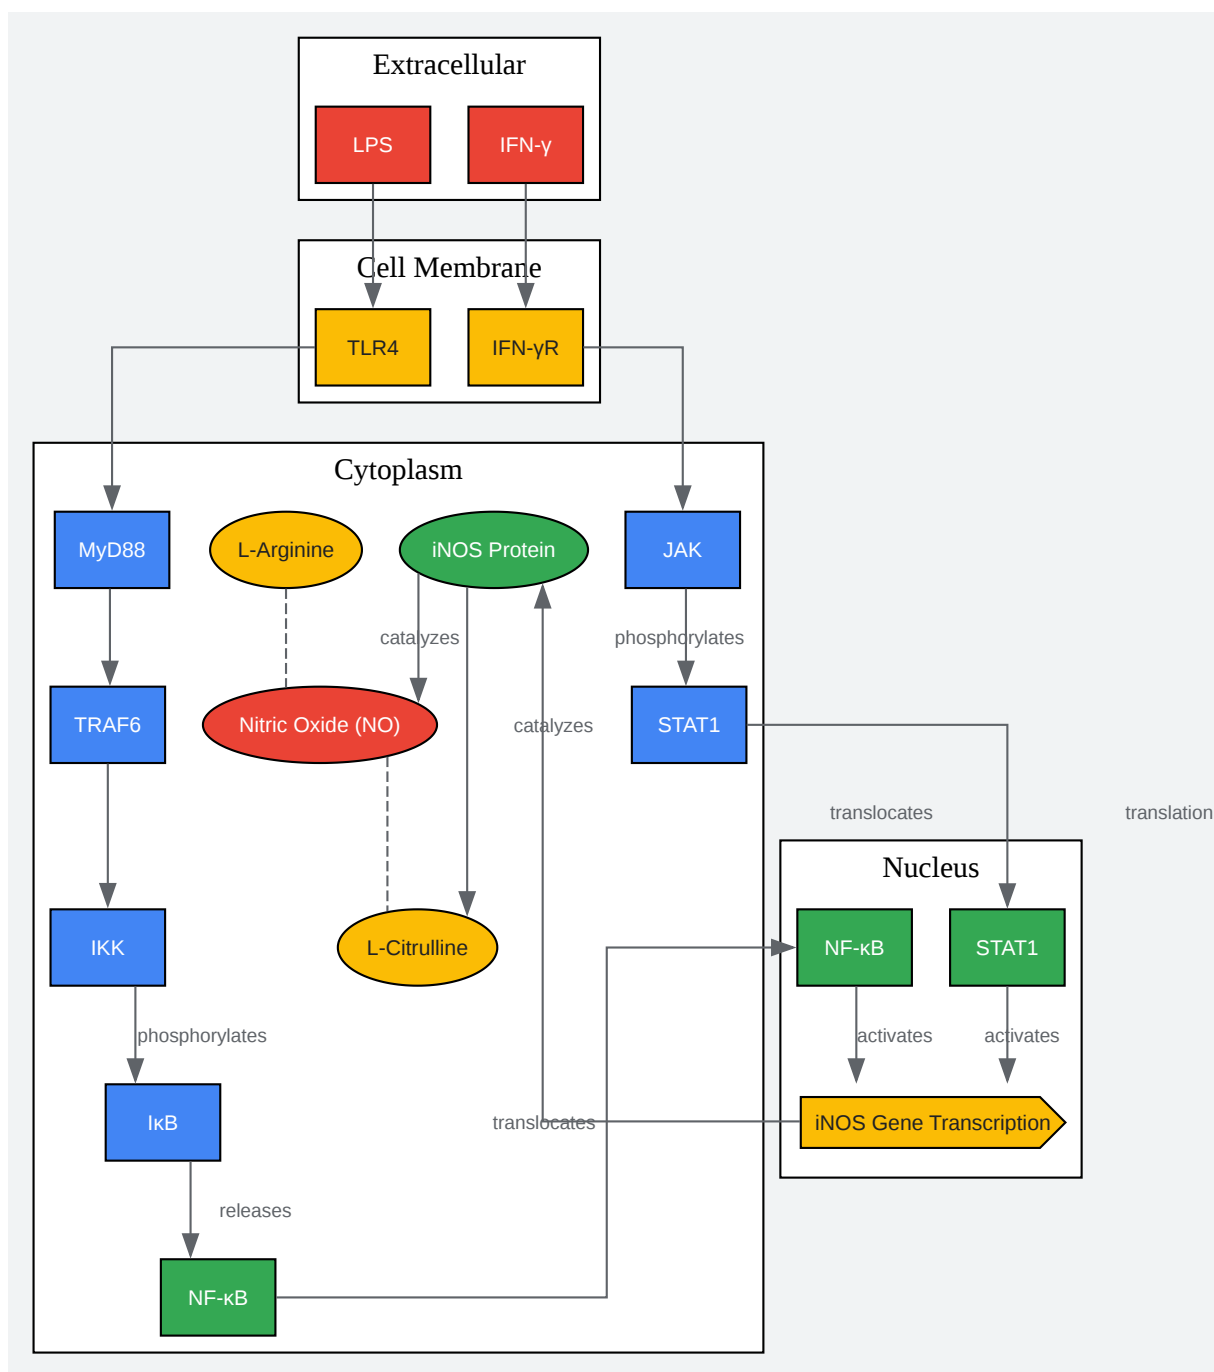 Extracellular
LPS
IFN-γ
Cell Membrane
TLR4
IFN-γR
Cytoplasm
MyD88
L-Arginine
iNOS Protein
JAK
catalyzes
phosphorylates
TRAF6
Nitric Oxide (NO)
catalyzes
STAT1
translocates
translation
Nucleus
IKK
L-Citrulline
NF-κB
STAT1
phosphorylates
activates
activates
IκB
translocates
iNOS Gene Transcription
releases
NF-κB